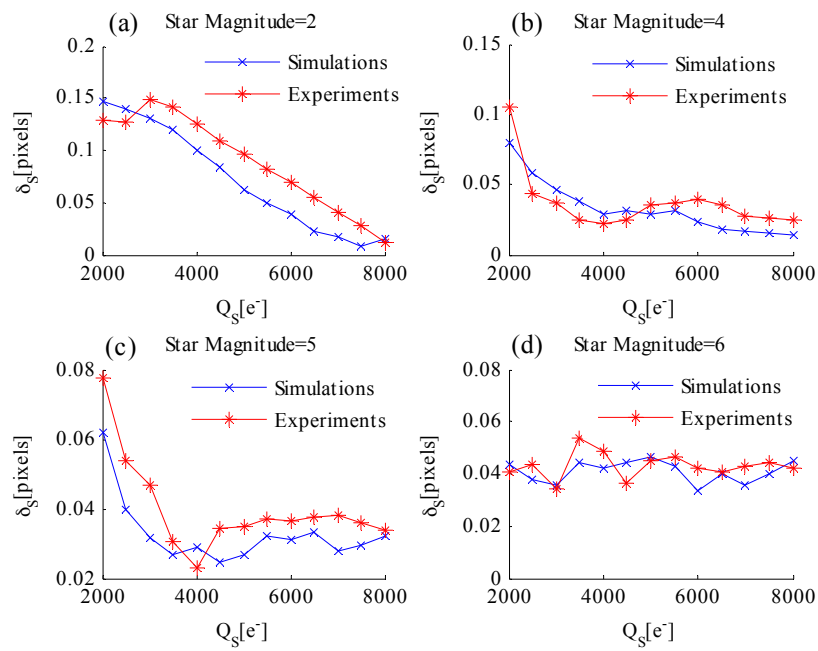 (a) Star Magnitude=2
0.2
0.15
0.1
0.05
0
δS[pixels]
Simulations
Experiments
2000 4000 6000 8000
QS[e-]
(b) Star Magnitude=4
0.15
0.1
0.05
0
δS[pixels]
Simulations
Experiments
2000 4000 6000 8000
QS[e-]
(c) Star Magnitude=5
0.08
0.06
0.04
0.02
δS[pixels]
Simulations
Experiments
2000 4000 6000 8000
QS[e-]
(d) Star Magnitude=6
0.08
0.06
0.04
0.02
0
δS[pixels]
Simulations
Experiments
2000 4000 6000 8000
QS[e-]